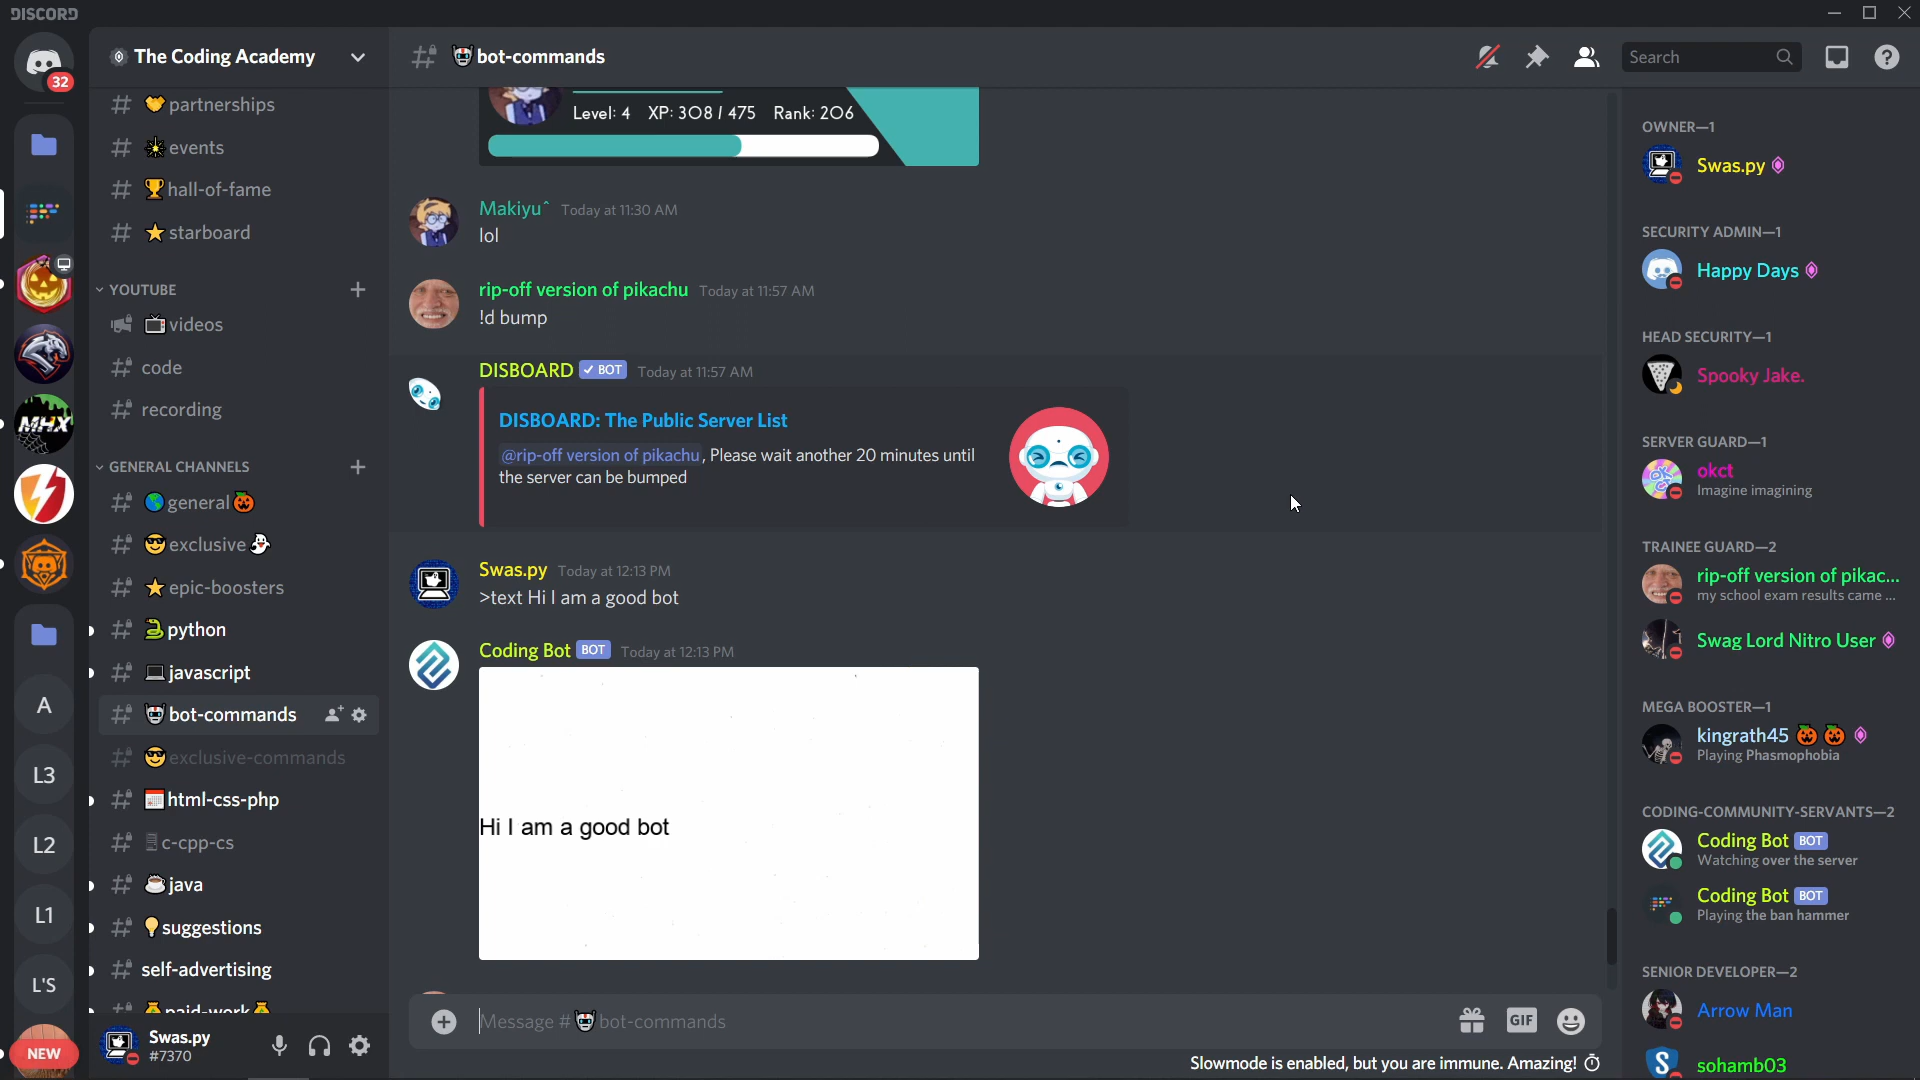 DISCORD
32
A
L3
L2
L1
L'S
NEW
The Coding Academy
# partnerships
# events
# hall-of-fame
# starboard
YOUTUBE
videos
code
recording
GENERAL CHANNELS
general
exclusive
epic-boosters
python
javascript
bot-commands
exclusive-commands
html-css-php
c-cpp-cs
java
suggestions
self-advertising
paid-work
Swas.py
#7370
bot-commands
Search
Level: 4 XP: 308 / 475 Rank: 206
Makiyu^ Today at 11:30 AM
lol
rip-off version of pikachu Today at 11:57 AM
!d bump
DISBOARD ✓ BOT Today at 11:57 AM
DISBOARD: The Public Server List
@rip-off version of pikachu, Please wait another 20 minutes until
the server can be bumped
Swas.py Today at 12:13 PM
>text Hi I am a good bot
Coding Bot BOT Today at 12:13 PM
Hi I am a good bot
Message # bot-commands
GIF
Slowmode is enabled, but you are immune. Amazing!
OWNER—1
Swas.py
SECURITY ADMIN—1
Happy Days
HEAD SECURITY—1
Spooky Jake.
SERVER GUARD—1
okct
Imagine imagining
TRAINEE GUARD—2
rip-off version of pikac...
my school exam results came ...
Swag Lord Nitro User
MEGA BOOSTER—1
kingrath45
Playing Phasmophobia
CODING-COMMUNITY-SERVANTS—2
Coding Bot BOT
Watching over the server
Coding Bot BOT
Playing the ban hammer
SENIOR DEVELOPER—2
Arrow Man
sohamb03
MHX